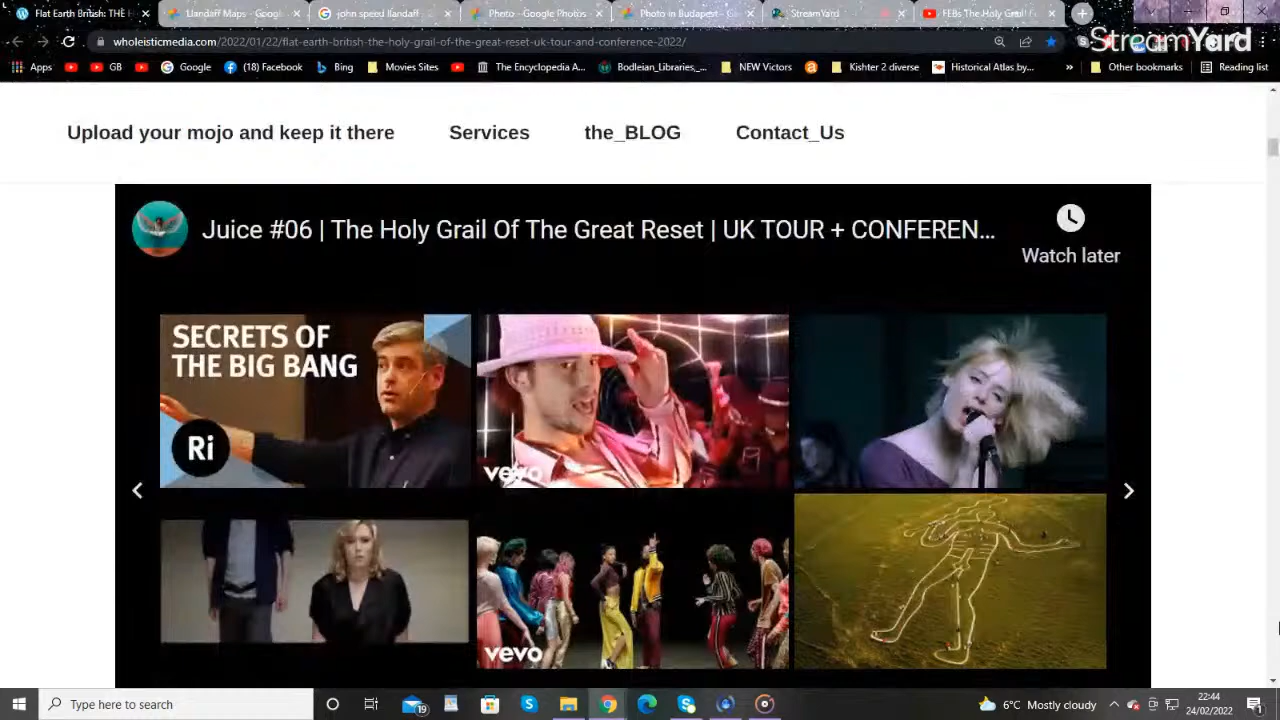 Flat Earth British: THE H
Llandaff Maps - Googl
john speed llandaff
Photo - Google Photos
Photo in Budapest - Go
StreamYard
FEBs The Holy Grail!
StreamYard
wholeisticmedia.com/2022/01/22/flat-earth-british-the-holy-grail-of-the-great-reset-uk-tour-and-conference-2022/
Apps
GB
Google
(18) Facebook
Bing
Movies Sites
The Encyclopedia A...
Bodleian_Libraries,_...
NEW Victors
Kishter 2 diverse
Historical Atlas by...
»
Other bookmarks
Reading list
Upload your mojo and keep it there
Services
the_BLOG
Contact_Us
Juice #06 | The Holy Grail Of The Great Reset | UK TOUR + CONFEREN...
Watch later
SECRETS OF
THE BIG BANG
Ri
vevo
vevo
Type here to search
19
6°C Mostly cloudy
22:44
24/02/2022
1